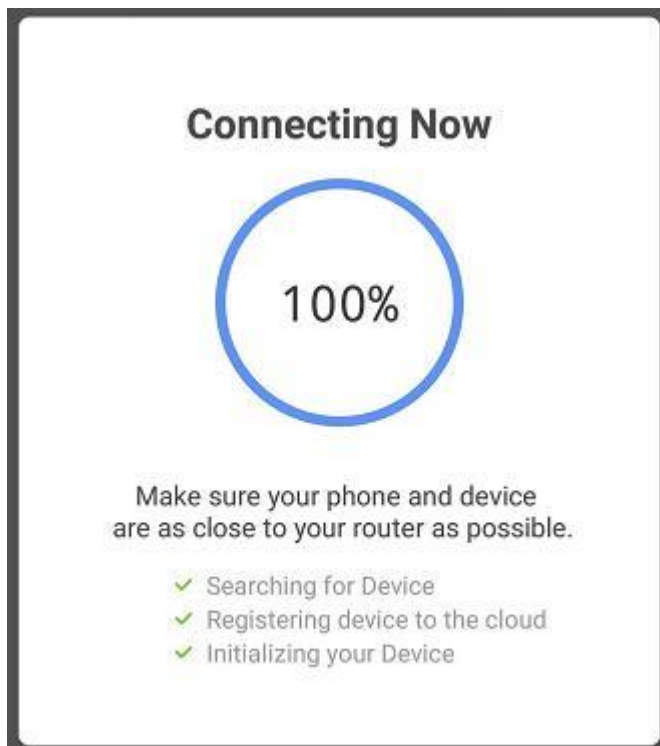 Connecting Now
100%
Make sure your phone and device
are as close to your router as possible.
Searching for Device
Registering device to the cloud
Initializing your Device